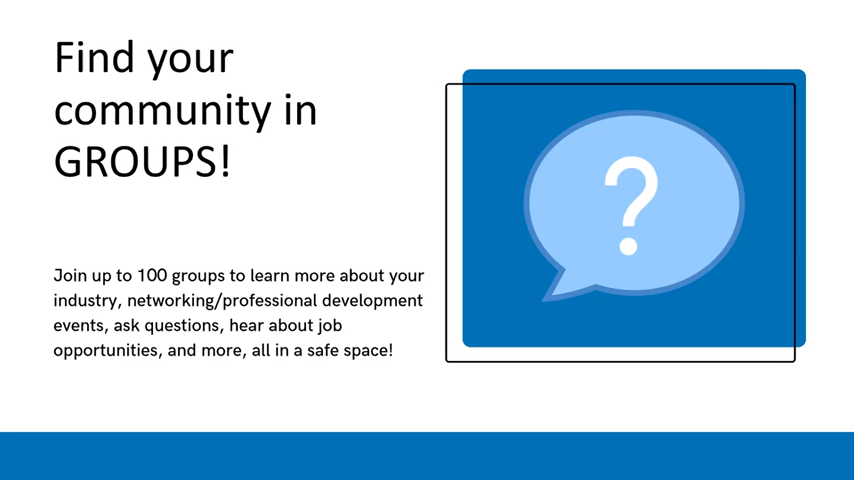 Find your
community in
GROUPS!
Join up to 100 groups to learn more about your
industry, networking/professional development
events, ask questions, hear about job
opportunities, and more, all in a safe space!
?